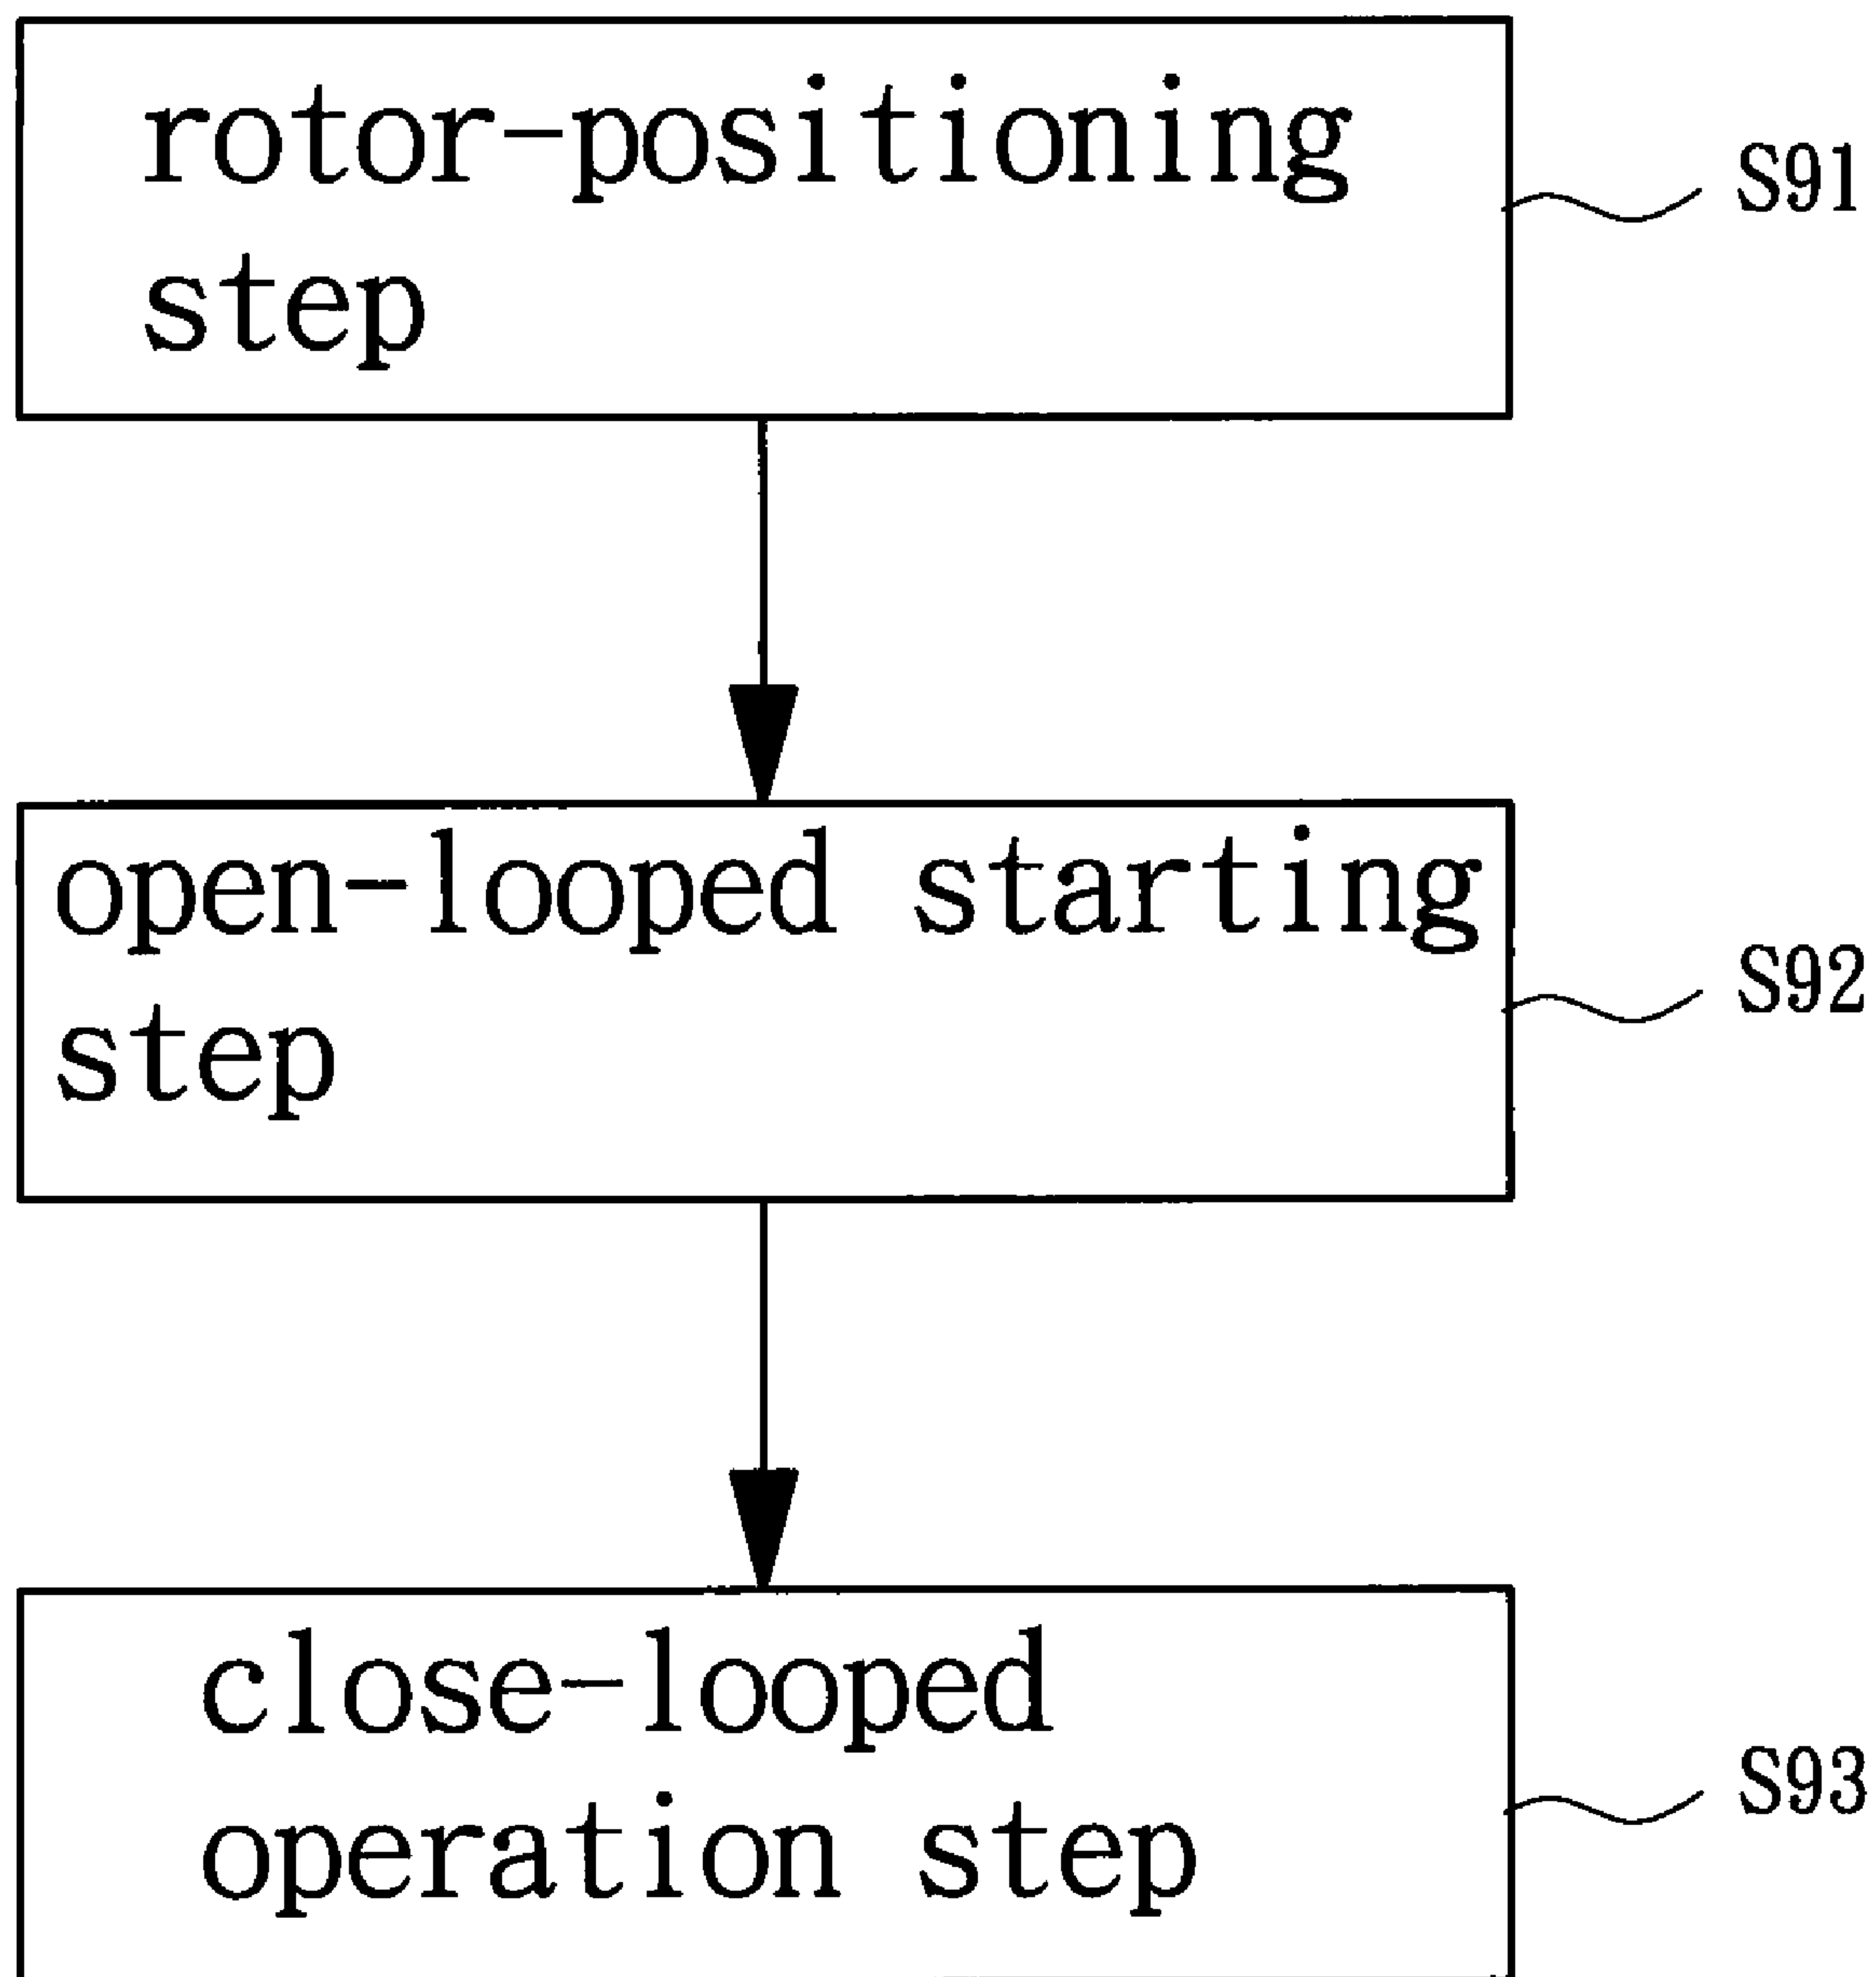 rotor-positioning
step
S91
open-looped starting
step
S92
close-looped
operation step
S93